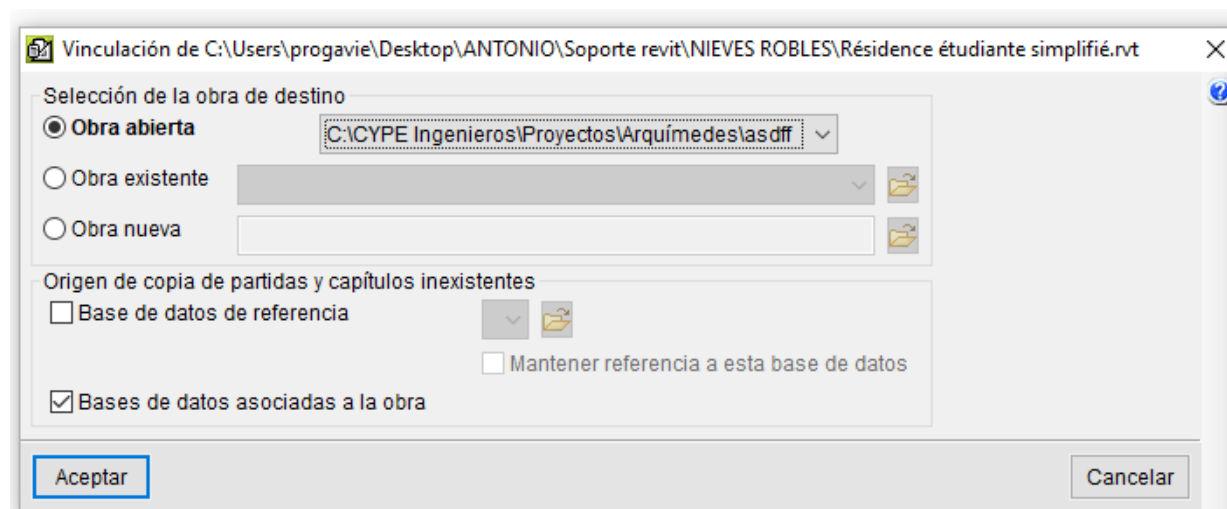 Vinculación de C:\Users\progavie\Desktop\ANTONIO\Soporte revit\NIEVES ROBLES\Résidence étudiante simplifié.rvt
Selección de la obra de destino
Obra abierta C:\CYPE Ingenieros\Proyectos\Arquímedes\asdff
Obra existente
Obra nueva
Origen de copia de partidas y capítulos inexistentes
Base de datos de referencia
Mantener referencia a esta base de datos
Bases de datos asociadas a la obra
Aceptar Cancelar